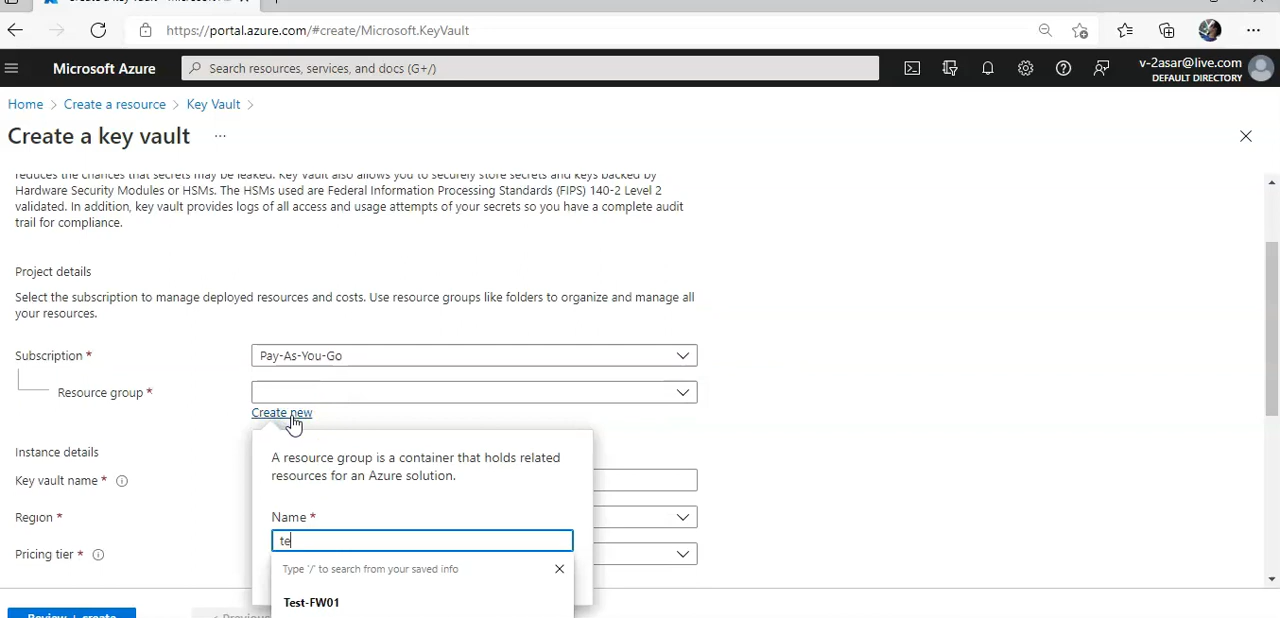 https://portal.azure.com/#create/Microsoft.KeyVault
Microsoft Azure
Search resources, services, and docs (G+/)
v-2asar@live.com
DEFAULT DIRECTORY
Home > Create a resource > Key Vault >
Create a key vault ...
reduces the chances that secrets may be leaked. Key Vault also allows you to securely store secrets and keys backed by
Hardware Security Modules or HSMs. The HSMs used are Federal Information Processing Standards (FIPS) 140-2 Level 2
validated. In addition, key vault provides logs of all access and usage attempts of your secrets so you have a complete audit
trail for compliance.
Project details
Select the subscription to manage deployed resources and costs. Use resource groups like folders to organize and manage all
your resources.
Subscription *
Pay-As-You-Go
Resource group *
Create new
A resource group is a container that holds related
resources for an Azure solution.
Instance details
Key vault name *
Name *
Region *
te
Pricing tier *
Type '/' to search from your saved info
Test-FW01
Review + create
< Previous